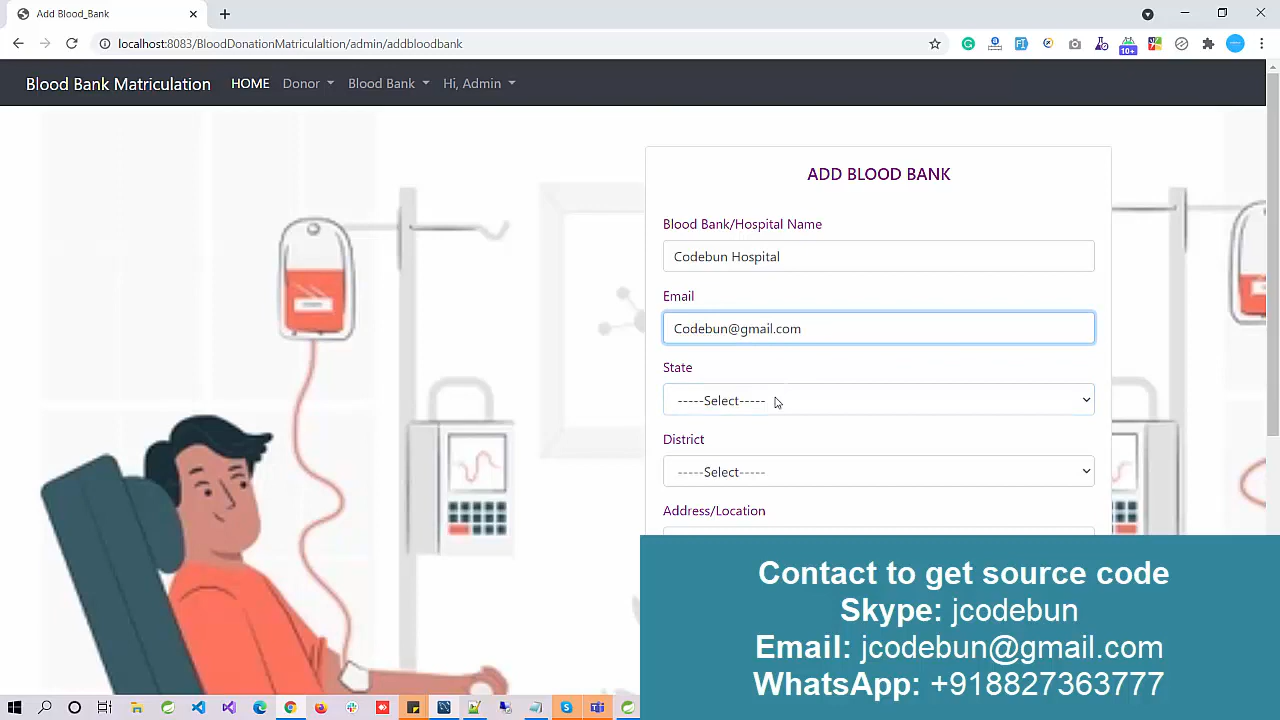 Add Blood_Bank
localhost:8083/BloodDonationMatriculaltion/admin/addbloodbank
10+
Blood Bank Matriculation HOME Donor Blood Bank Hi, Admin
ADD BLOOD BANK
Blood Bank/Hospital Name
Codebun Hospital
Email
Codebun@gmail.com
State
-----Select-----
District
-----Select-----
Address/Location
Contact to get source code
Skype: jcodebun
Email: jcodebun@gmail.com
WhatsApp: +918827363777